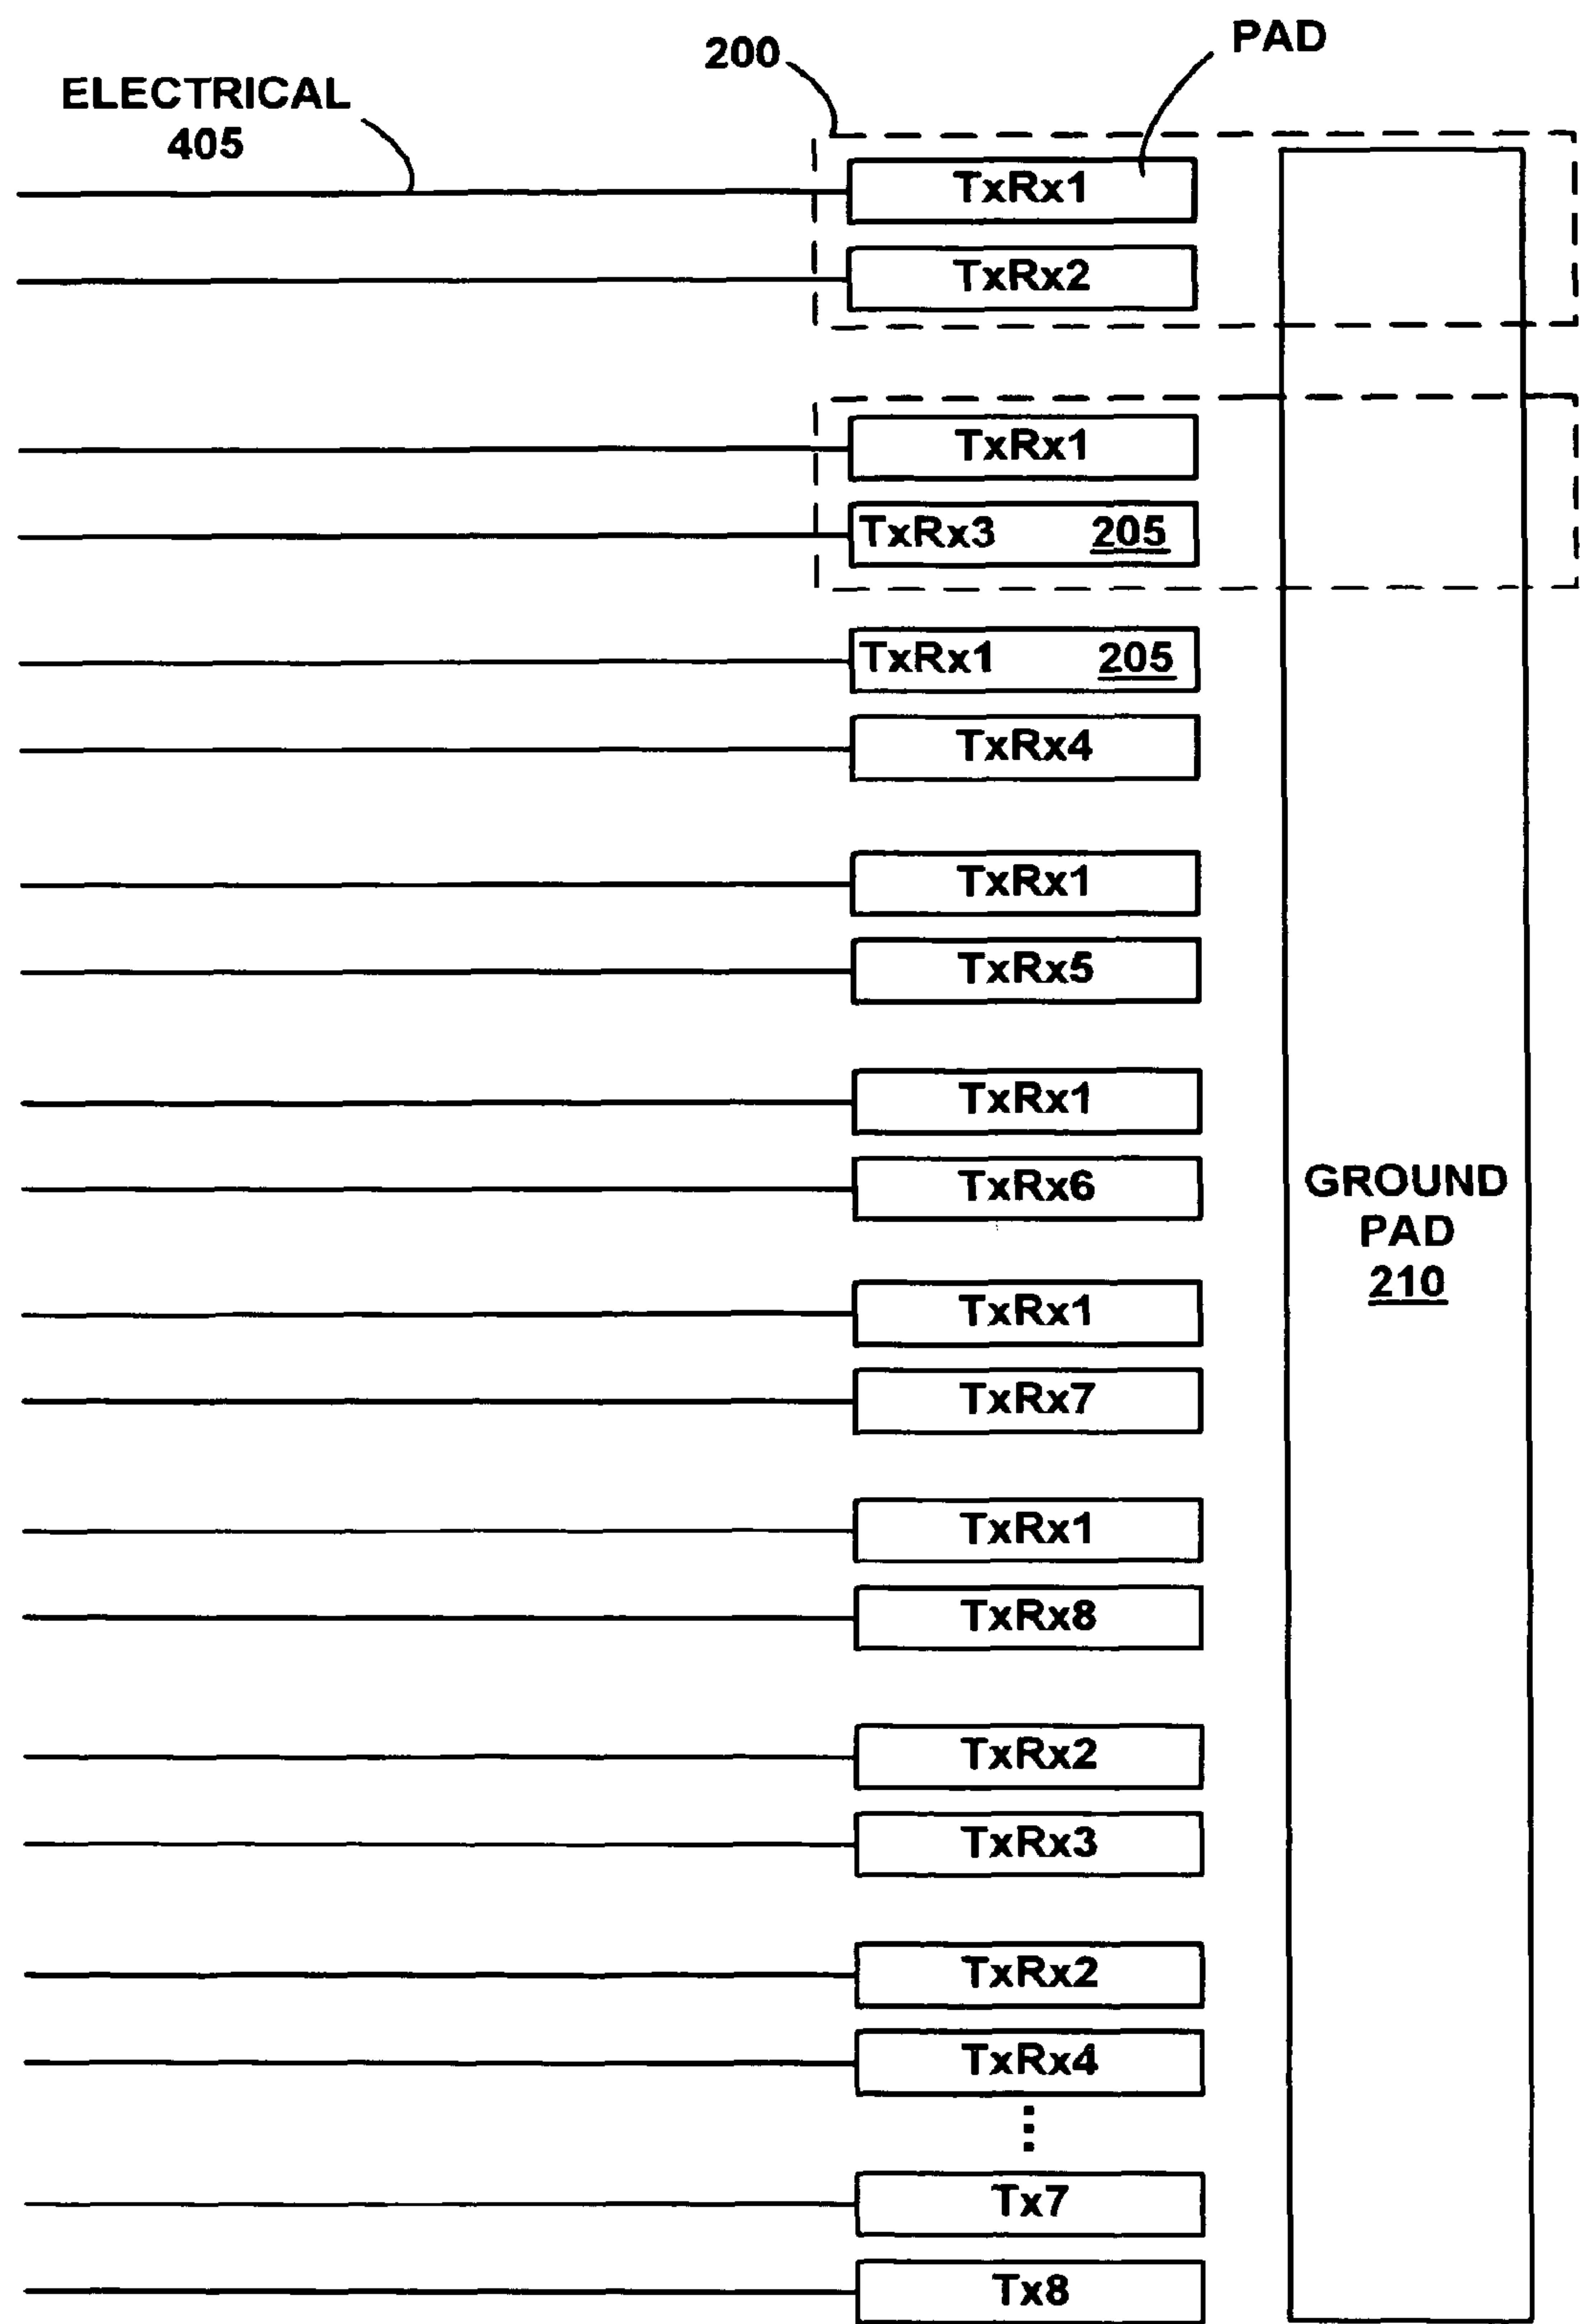 200
PAD
ELECTRICAL
405
TxRx1
TxRx2
TxRx1
TxRx3 205
TxRx1 205
TxRx4
TxRx1
TxRx5
TxRx1
TxRx6
GROUND
PAD
210
TxRx1
TxRx7
TxRx1
TxRx8
TxRx2
TxRx3
TxRx2
TxRx4
⋮
Tx7
Tx8